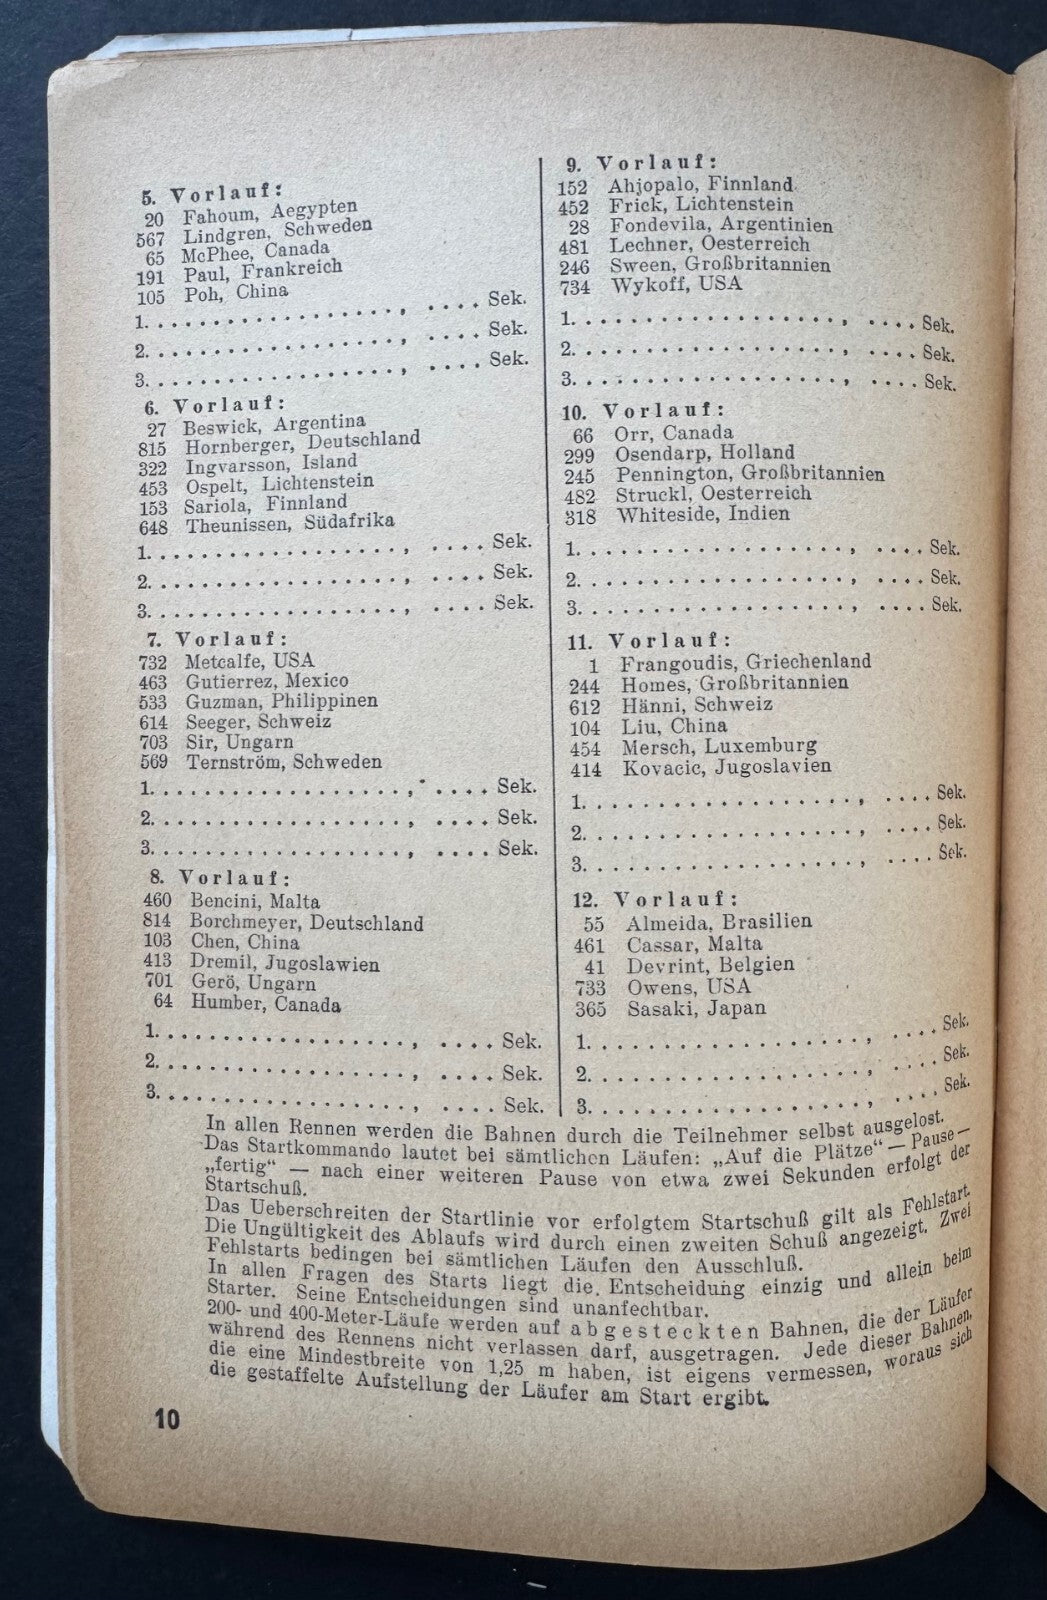 5. Vorlauf:
20 Fahoum, Aegypten
567 Lindgren, Schweden
65 McPhee, Canada
191 Paul, Frankreich
105 Poh, China
1. . . . . . . . . . . . . . . . . . . , . . . . Sek.
2. . . . . . . . . . . . . . . . . . . , . . . . Sek.
3. . . . . . . . . . . . . . . . . . . , . . . . Sek.
6. Vorlauf:
27 Beswick, Argentina
815 Hornberger, Deutschland
322 Ingvarsson, Island
453 Ospelt, Lichtenstein
153 Sariola, Finnland
648 Theunissen, Südafrika
1. . . . . . . . . . . . . . . . . . . , . . . . Sek.
2. . . . . . . . . . . . . . . . . . . , . . . . Sek.
3. . . . . . . . . . . . . . . . . . . , . . . . Sek.
7. Vorlauf:
732 Metcalfe, USA
463 Gutierrez, Mexico
533 Guzman, Philippinen
614 Seeger, Schweiz
703 Sir, Ungarn
569 Ternström, Schweden
1. . . . . . . . . . . . . . . . . . . , . . . . Sek.
2. . . . . . . . . . . . . . . . . . . , . . . . Sek.
3. . . . . . . . . . . . . . . . . . . , . . . . Sek.
8. Vorlauf:
460 Bencini, Malta
814 Borchmeyer, Deutschland
103 Chen, China
413 Dremil, Jugoslawien
701 Gerö, Ungarn
64 Humber, Canada
1. . . . . . . . . . . . . . . . . . . , . . . . Sek.
2. . . . . . . . . . . . . . . . . . . , . . . . Sek.
3. . . . . . . . . . . . . . . . . . . , . . . . Sek.
9. Vorlauf:
152 Ahjopalo, Finnland
452 Frick, Lichtenstein
28 Fondevila, Argentinien
481 Lechner, Oesterreich
246 Sween, Großbritannien
734 Wykoff, USA
1. . . . . . . . . . . . . . . . . . . , . . . . Sek.
2. . . . . . . . . . . . . . . . . . . , . . . . Sek.
3. . . . . . . . . . . . . . . . . . . , . . . . Sek.
10. Vorlauf:
66 Orr, Canada
299 Osendarp, Holland
245 Pennington, Großbritannien
482 Struckl, Oesterreich
318 Whiteside, Indien
1. . . . . . . . . . . . . . . . . . . , . . . . Sek.
2. . . . . . . . . . . . . . . . . . . , . . . . Sek.
3. . . . . . . . . . . . . . . . . . . , . . . . Sek.
11. Vorlauf:
1 Frangoudis, Griechenland
244 Homes, Großbritannien
612 Hänni, Schweiz
104 Liu, China
454 Mersch, Luxemburg
414 Kovacic, Jugoslavien
1. . . . . . . . . . . . . . . . . . . , . . . . Sek.
2. . . . . . . . . . . . . . . . . . . , . . . . Sek.
3. . . . . . . . . . . . . . . . . . . , . . . . Sek.
12. Vorlauf:
55 Almeida, Brasilien
461 Cassar, Malta
41 Devrint, Belgien
733 Owens, USA
365 Sasaki, Japan
1. . . . . . . . . . . . . . . . . . . , . . . . Sek.
2. . . . . . . . . . . . . . . . . . . , . . . . Sek.
3. . . . . . . . . . . . . . . . . . . , . . . . Sek.
In allen Rennen werden die Bahnen durch die Teilnehmer selbst ausgelost.
Das Startkommando lautet bei sämtlichen Läufen: „Auf die Plätze“ — Pause —
„fertig“ — nach einer weiteren Pause von etwa zwei Sekunden erfolgt der
Startschuß.
Das Ueberschreiten der Startlinie vor erfolgtem Startschuß gilt als Fehlstart.
Die Ungültigkeit des Ablaufs wird durch einen zweiten Schuß angezeigt. Zwei
Fehlstarts bedingen bei sämtlichen Läufen den Ausschluß.
In allen Fragen des Starts liegt die Entscheidung einzig und allein beim
Starter. Seine Entscheidungen sind unanfechtbar.
200- und 400-Meter-Läufe werden auf abgesteckten Bahnen, die der Läufer
während des Rennens nicht verlassen darf, ausgetragen. Jede dieser Bahnen,
die eine Mindestbreite von 1,25 m haben, ist eigens vermessen, woraus sich
die gestaffelte Aufstellung der Läufer am Start ergibt.
10